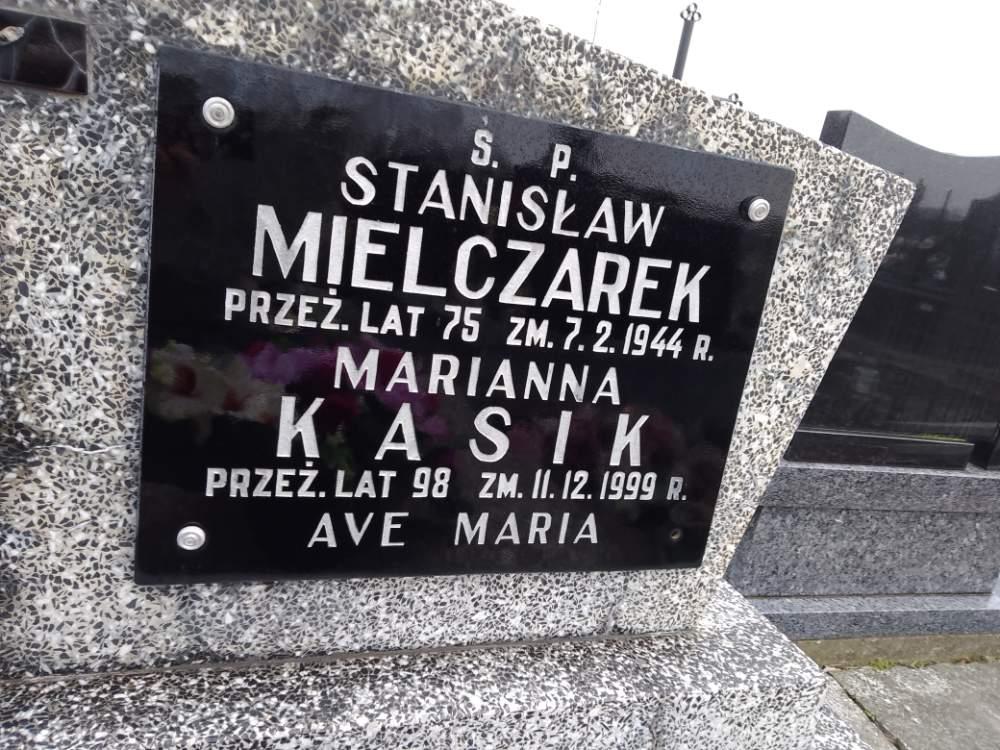 Ś. P.
STANISŁAW
MIELCZAREK
PRZEŻ. LAT 75 ZM. 7. 2. 1944 R.
MARIANNA
KASIK
PRZEŻ. LAT 98 ZM. 11. 12. 1999 R.
AVE MARIA